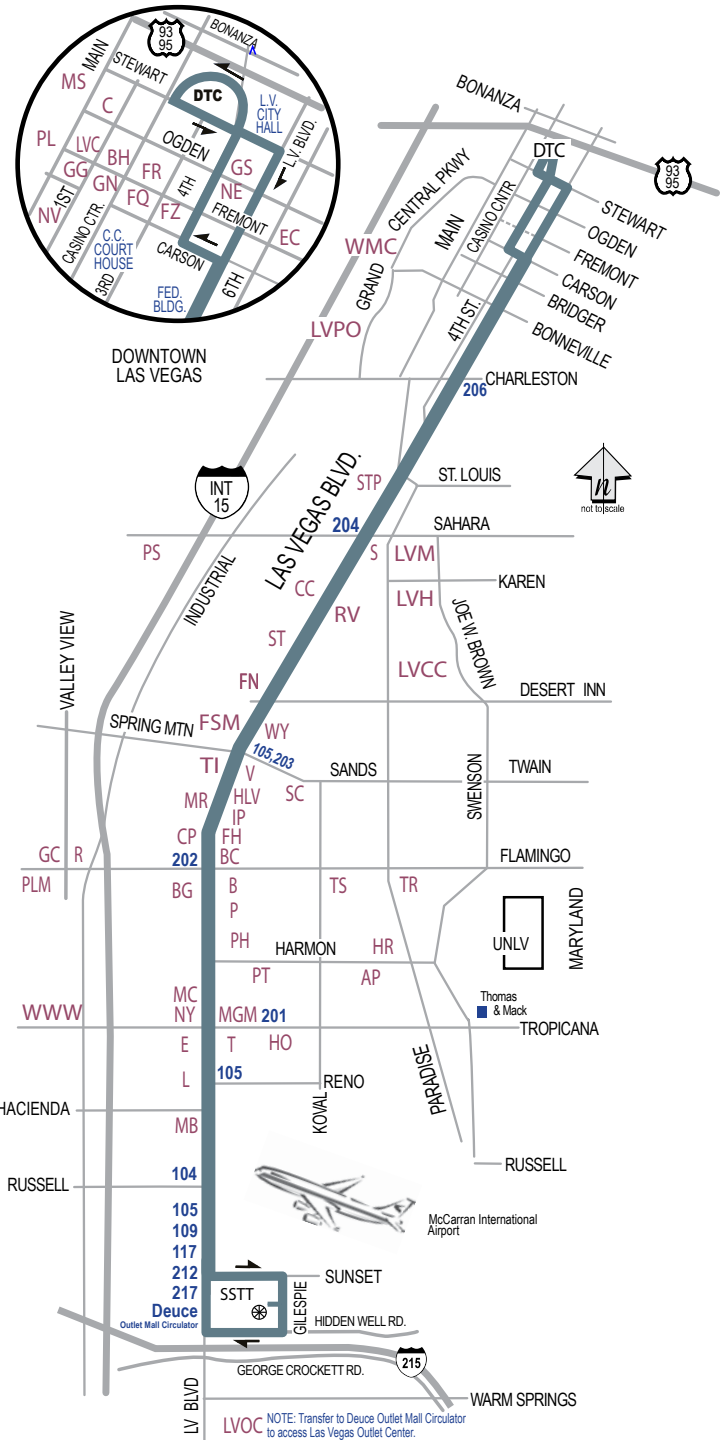 93
95
BONANZA
MAIN
STEWART
MS
DTC
L.V.
CITY
HALL
C
L.V. BLVD.
PL
LVC
OGDEN
BH
FR
4TH
GS
GG
GN
NE
1ST
FQ
FZ
FREMONT
NV
CASINO CTR.
EC
C.C.
COURT
HOUSE
CARSON
3RD
FED.
BLDG.
6TH
DOWNTOWN
LAS VEGAS
BONANZA
DTC
93
95
CENTRAL PKWY
GRAND
MAIN
CASINO CNTR
STEWART
OGDEN
FREMONT
CARSON
BRIDGER
BONNEVILLE
WMC
LVPO
4TH ST.
CHARLESTON
206
INT
15
LAS VEGAS BLVD.
STP
ST. LOUIS
n
not to scale
204
SAHARA
PS
S
LVM
INDUSTRIAL
CC
KAREN
LVH
RV
JOE W. BROWN
ST
LVCC
VALLEY VIEW
FN
DESERT INN
SPRING MTN
FSM
WY
105,203
TI
V
SANDS
SWENSON
TWAIN
MR
HLV
SC
IP
CP
FH
GC
R
202
BC
FLAMINGO
PLM
BG
B
TS
TR
P
MARYLAND
UNLV
PH
HARMON
HR
PT
AP
MC
WWW
NY
MGM
201
Thomas
& Mack
TROPICANA
E
T
HO
L
105
RENO
KOVAL
PARADISE
HACIENDA
MB
RUSSELL
104
RUSSELL
105
109
117
212
217
Deuce
Outlet Mall Circulator
McCarran International
Airport
SUNSET
SSTT
GILESPIE
HIDDEN WELL RD.
215
GEORGE CROCKETT RD.
LV BLVD
WARM SPRINGS
LVOC
NOTE: Transfer to Deuce Outlet Mall Circulator
to access Las Vegas Outlet Center.